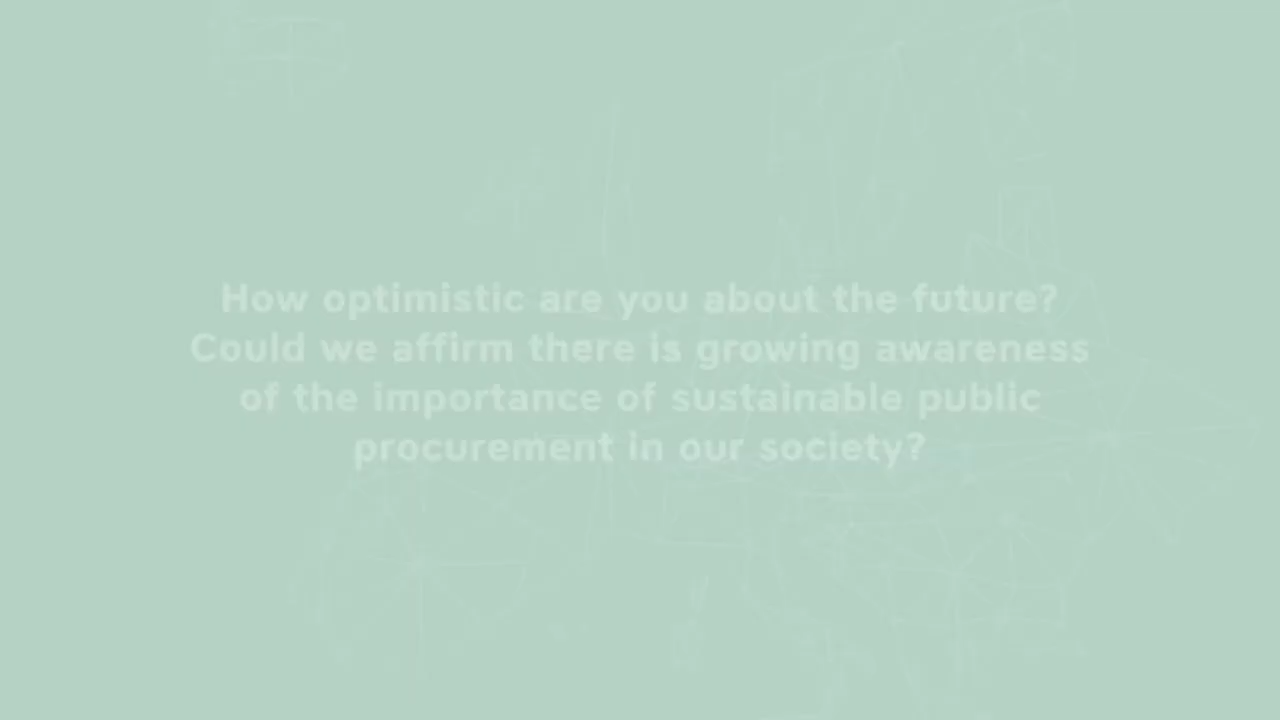 How optimistic are you about the future?
Could we affirm there is growing awareness
of the importance of sustainable public
procurement in our society?